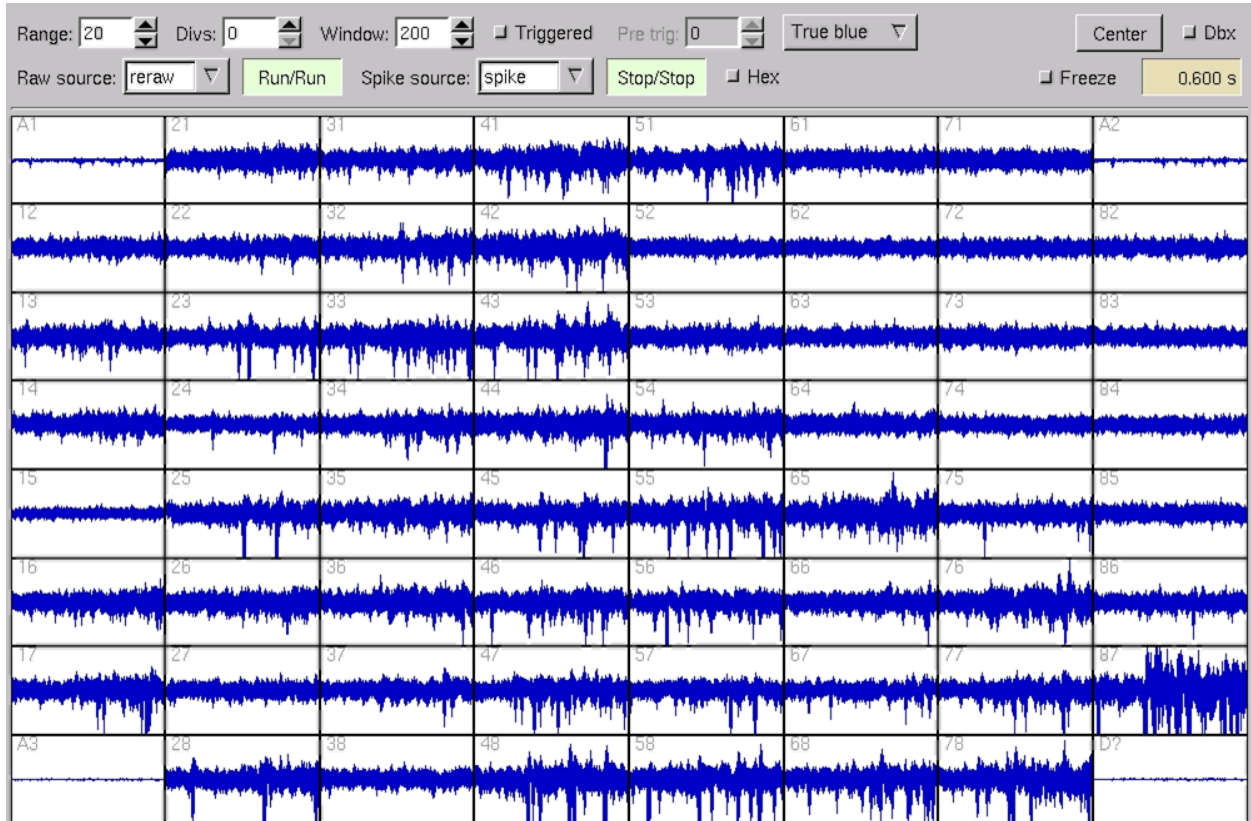 Range: 20 Divs: 0 Window: 200 Triggered Pre trig: 0 True blue Center Dbx
Raw source: reraw Run/Run Spike source: spike Stop/Stop Hex Freeze 0.600 s
A1 21 31 41 51 61 71 A2
12 22 32 42 52 62 72 82
13 23 33 43 53 63 73 83
14 24 34 44 54 64 74 84
15 25 35 45 55 65 75 85
16 26 36 46 56 66 76 86
17 27 37 47 57 67 77 87
A3 28 38 48 58 68 78 D?